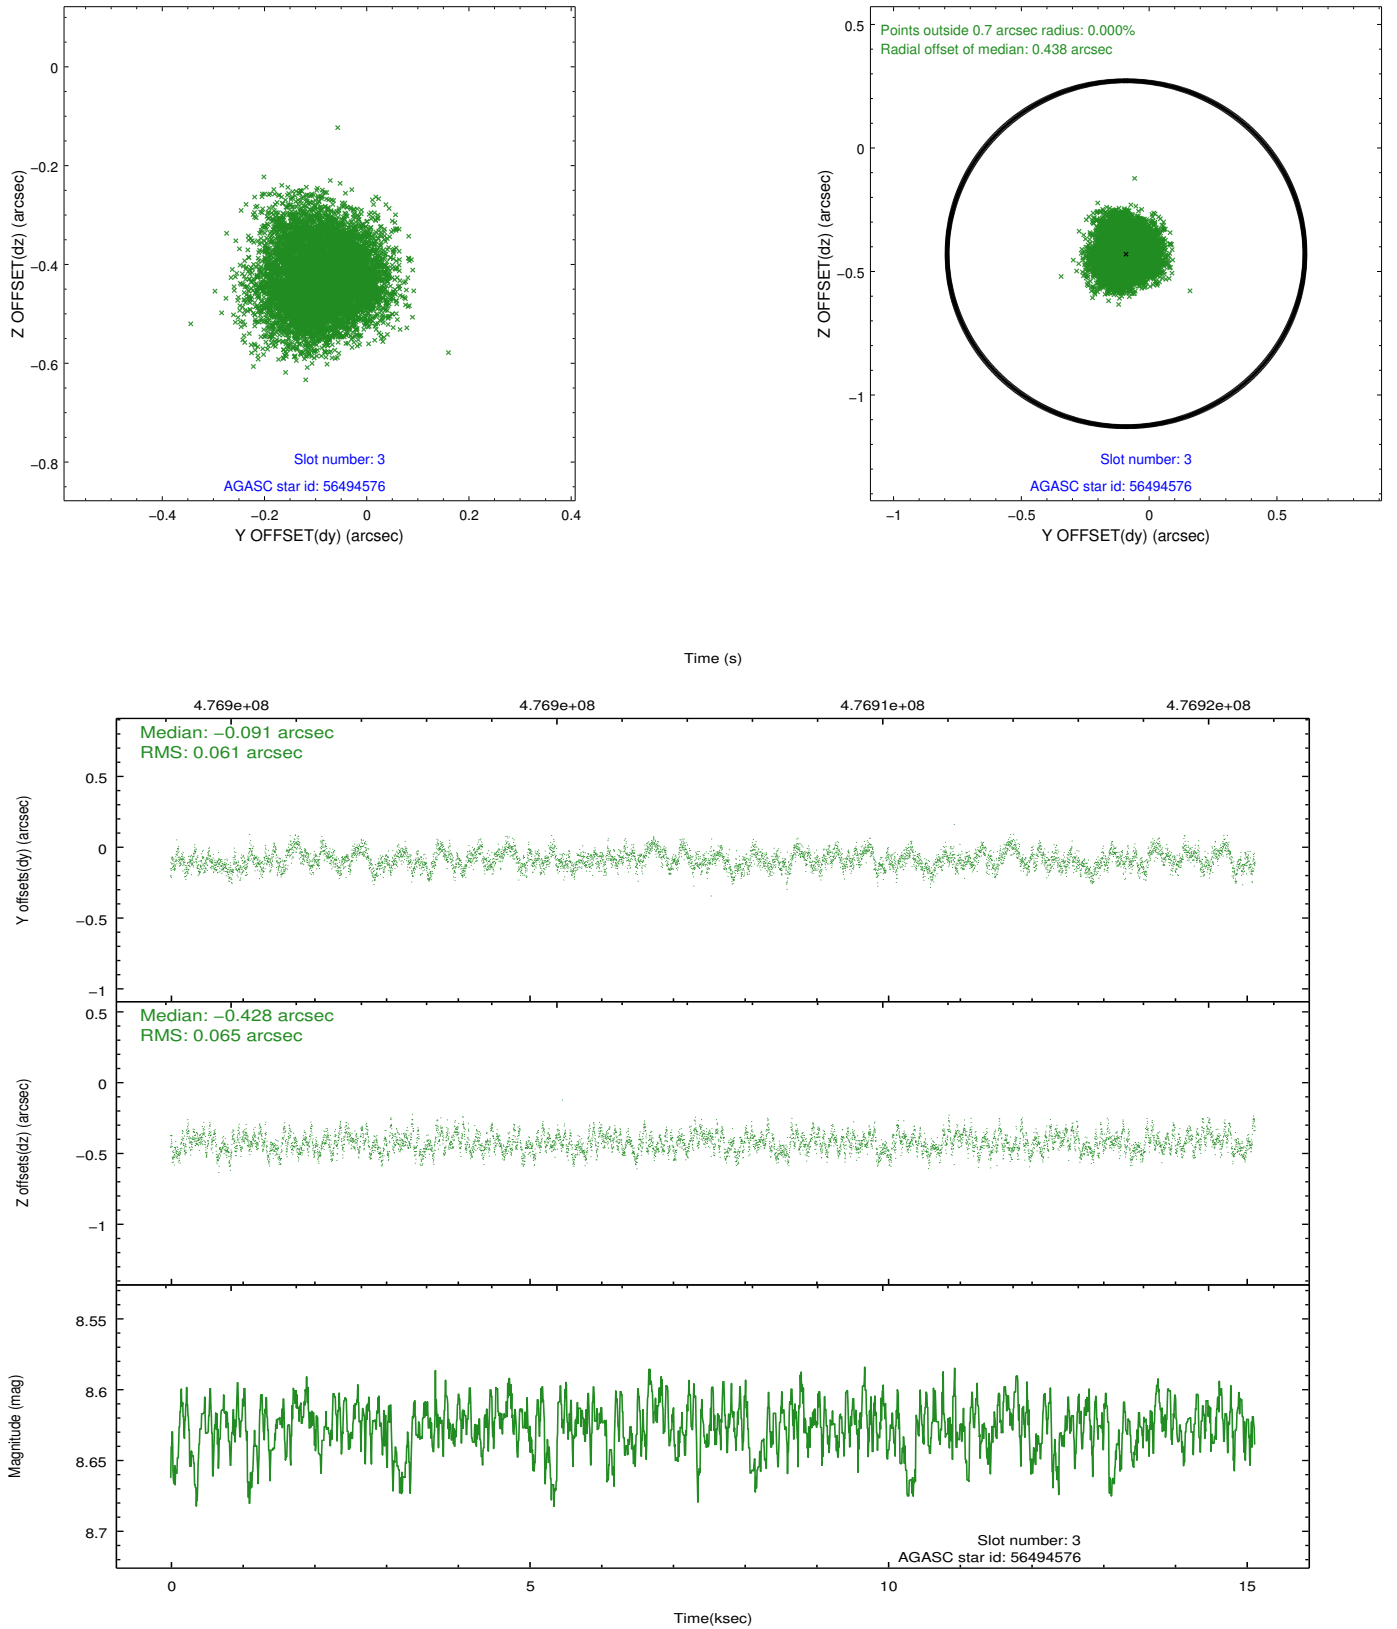 0
−0.2
−0.4
−0.6
−0.8
Z OFFSET(dz) (arcsec)
Slot number: 3
AGASC star id: 56494576
−0.4 −0.2 0 0.2 0.4
Y OFFSET(dy) (arcsec)
Points outside 0.7 arcsec radius: 0.000%
Radial offset of median: 0.438 arcsec
0.5
0
−0.5
−1
Z OFFSET(dz) (arcsec)
Slot number: 3
AGASC star id: 56494576
−1 −0.5 0 0.5
Y OFFSET(dy) (arcsec)
Time (s)
4.769e+08 4.769e+08 4.7691e+08 4.7692e+08
Median: −0.091 arcsec
RMS: 0.061 arcsec
0.5
0
−0.5
−1
Y offsets(dy) (arcsec)
Median: −0.428 arcsec
RMS: 0.065 arcsec
0.5
0
−0.5
−1
Z offsets(dz) (arcsec)
8.55
8.6
8.65
8.7
Magnitude (mag)
Slot number: 3
AGASC star id: 56494576
0 5 10 15
Time(ksec)